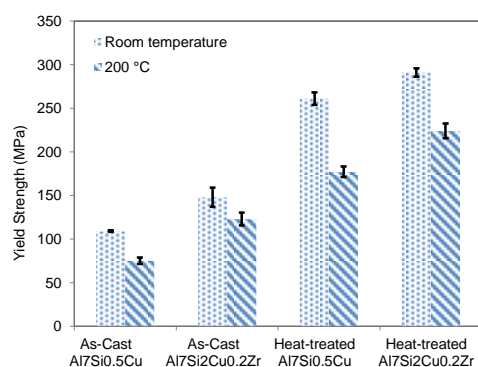 350
300
250
200
150
100
50
0
Yield Strength (MPa)
Room temperature
200 °C
As-Cast
Al7Si0.5Cu
As-Cast
Al7Si2Cu0.2Zr
Heat-treated
Al7Si0.5Cu
Heat-treated
Al7Si2Cu0.2Zr